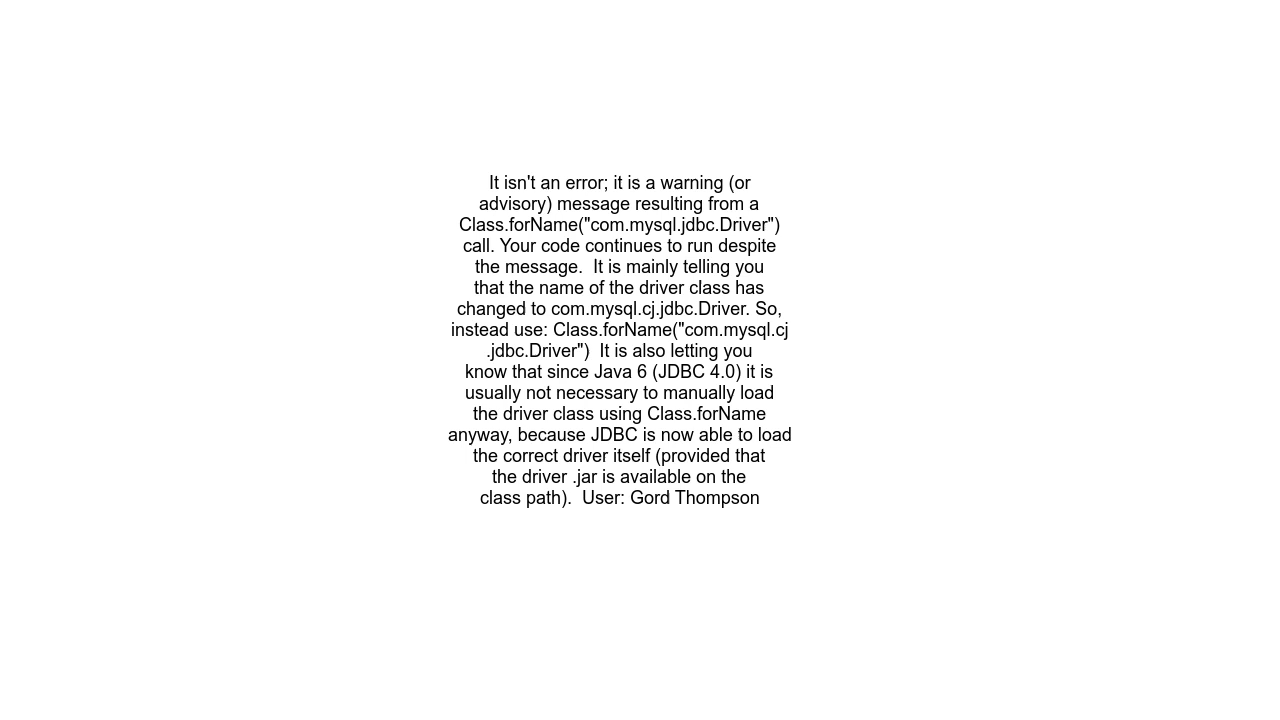 It isn't an error; it is a warning (or
advisory) message resulting from a
Class.forName("com.mysql.jdbc.Driver")
call. Your code continues to run despite
the message.  It is mainly telling you
that the name of the driver class has
changed to com.mysql.cj.jdbc.Driver. So,
instead use: Class.forName("com.mysql.cj
.jdbc.Driver")  It is also letting you
know that since Java 6 (JDBC 4.0) it is
usually not necessary to manually load
the driver class using Class.forName
anyway, because JDBC is now able to load
the correct driver itself (provided that
the driver .jar is available on the
class path).  User: Gord Thompson